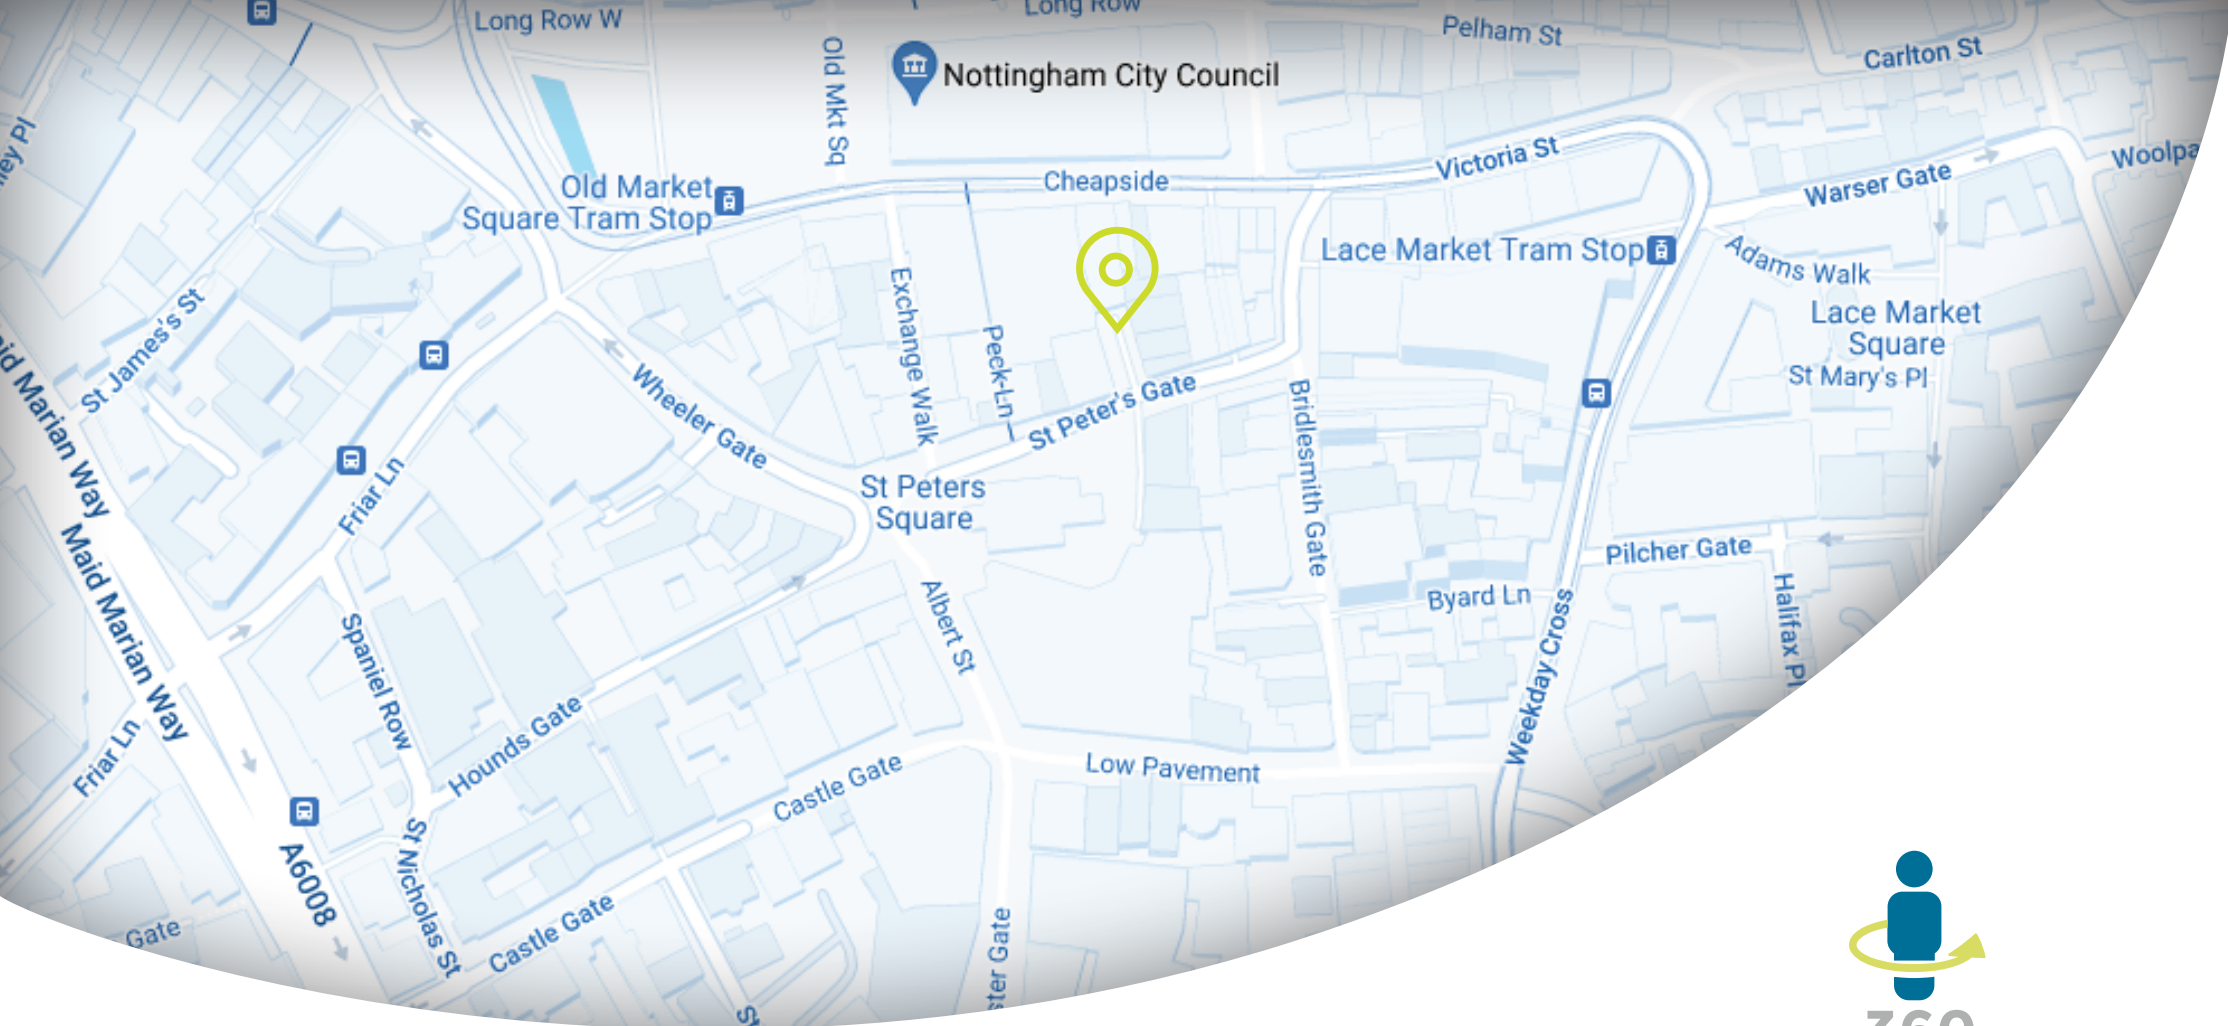 Long Row W
Long Row
Pelham St
Carlton St
Old Mkt Sq
Nottingham City Council
Victoria St
Woolpa
Warser Gate
Cheapside
Old Market
Square Tram Stop
Lace Market Tram Stop
Adams Walk
Lace Market
Square
St Mary's Pl
St James's St
Exchange Walk
Peck Ln
Wheeler Gate
St Peter's Gate
Bridlesmith Gate
Maid Marian Way
Friar Ln
St Peters
Square
Pilcher Gate
Halifax Pl
Byard Ln
Albert St
Maid Marian Way
Spaniel Row
Hounds Gate
Weekday Cross
Friar Ln
Low Pavement
Castle Gate
A6008
St Nicholas St
Castle Gate
Gate
ster Gate
St
360